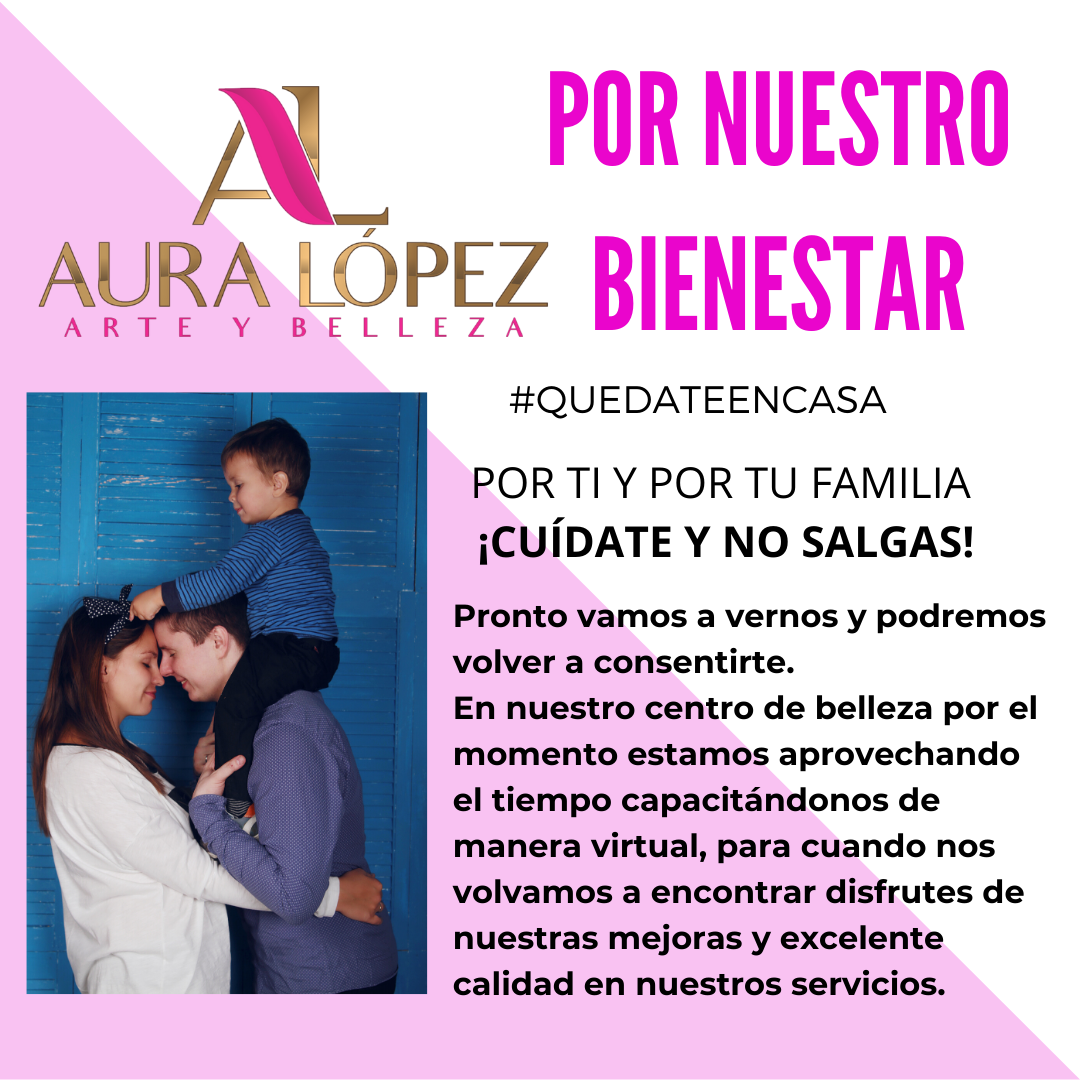 AL
AURA LÓPEZ
ARTE Y BELLEZA
POR NUESTRO
BIENESTAR
#QUEDATEENCASA
POR TI Y POR TU FAMILIA
¡CUÍDATE Y NO SALGAS!
Pronto vamos a vernos y podremos
volver a consentirte.
En nuestro centro de belleza por el
momento estamos aprovechando
el tiempo capacitándonos de
manera virtual, para cuando nos
volvamos a encontrar disfrutes de
nuestras mejoras y excelente
calidad en nuestros servicios.